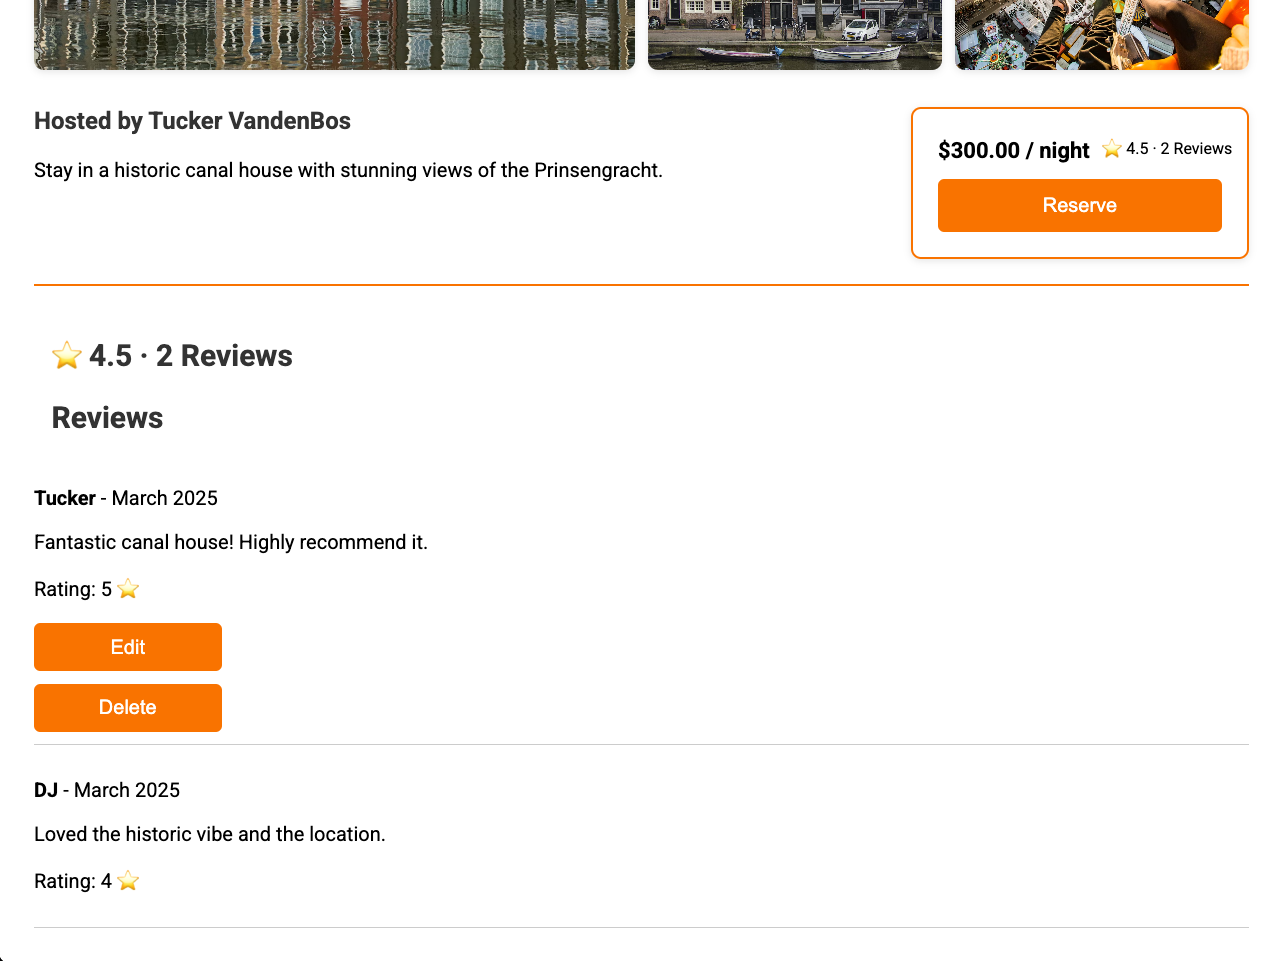 Hosted by Tucker VandenBos
Stay in a historic canal house with stunning views of the Prinsengracht.
$300.00 / night ⭐ 4.5 · 2 Reviews
Reserve
⭐ 4.5 · 2 Reviews
Reviews
Tucker - March 2025
Fantastic canal house! Highly recommend it.
Rating: 5 ⭐
Edit
Delete
DJ - March 2025
Loved the historic vibe and the location.
Rating: 4 ⭐